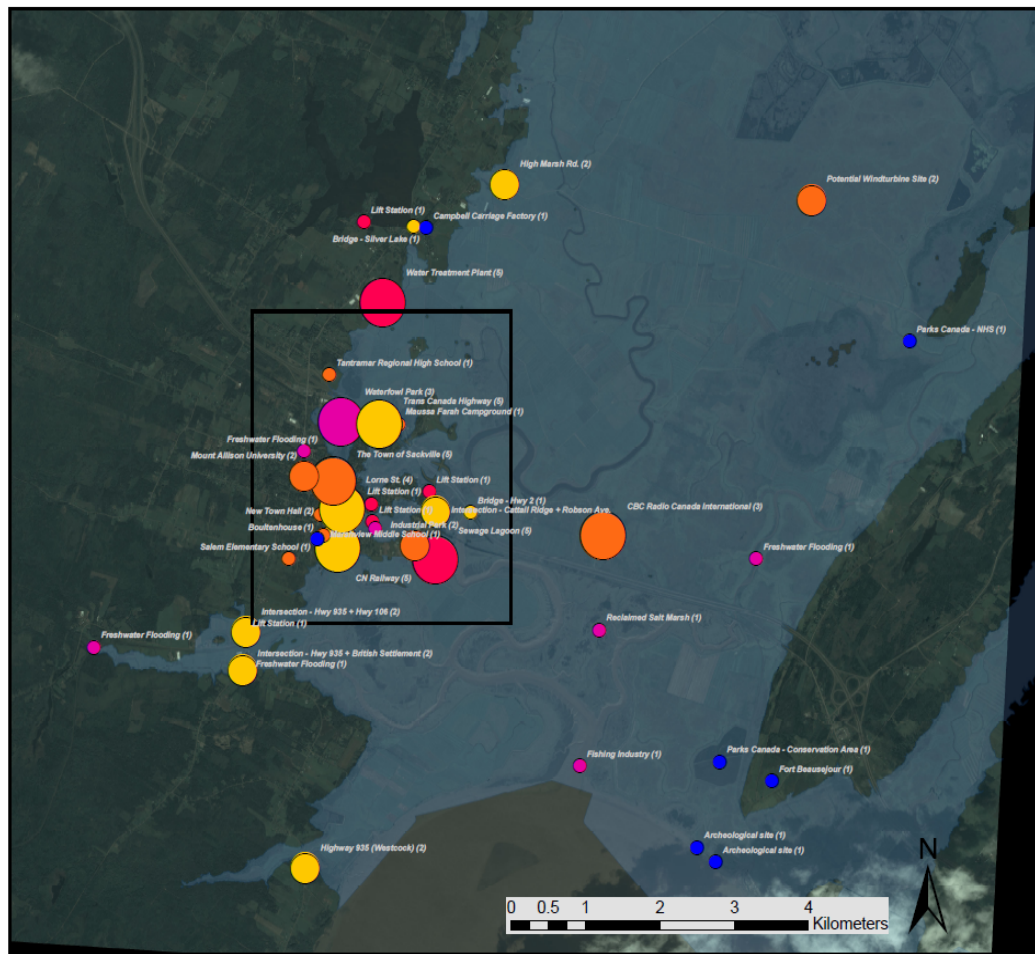 High Marsh Rd. (2)
Potential Windturbine Site (2)
Lift Station (1)
Campbell Carriage Factory (1)
Bridge - Silver Lake (1)
Water Treatment Plant (5)
Parks Canada - NHS (1)
Tantramar Regional High School (1)
Waterfowl Park (3)
Trans Canada Highway (5)
Maussa Farah Campground (1)
Freshwater Flooding (1)
Mount Allison University (2)
The Town of Sackville (5)
Lorne St. (4)
Lift Station (1)
Lift Station (1)
Bridge - Hwy 2 (1)
New Town Hall (2)
Lift Station
Intersection - Cattail Ridge + Robson Ave.
CBC Radio Canada International (3)
Boultenhouse (1)
Industrial Park (2)
Sewage Lagoon (5)
Middle School (1)
Salem Elementary School (1)
Freshwater Flooding (1)
CN Railway (5)
Intersection - Hwy 935 + Hwy 106 (2)
Lift Station (1)
Reclaimed Salt Marsh (1)
Freshwater Flooding (1)
Intersection - Hwy 935 + British Settlement (2)
Freshwater Flooding (1)
Parks Canada - Conservation Area (1)
Fishing Industry (1)
Fort Beausejour (1)
Archeological site (1)
Archeological site (1)
Highway 935 (Westcock) (2)
N
0 0.5 1 2 3 4
Kilometers